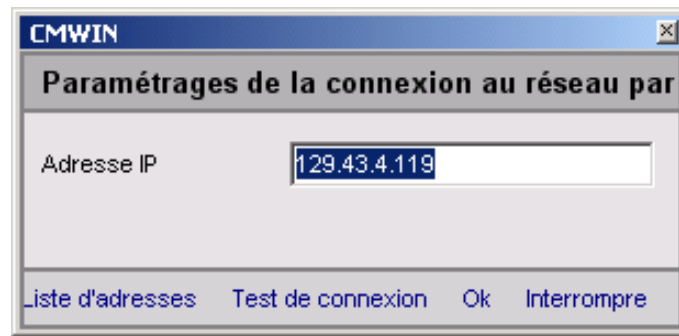 CMWIN
Paramétrages de la connexion au réseau par
Adresse IP 129.43.4.119
Liste d'adresses Test de connexion Ok Interrompre